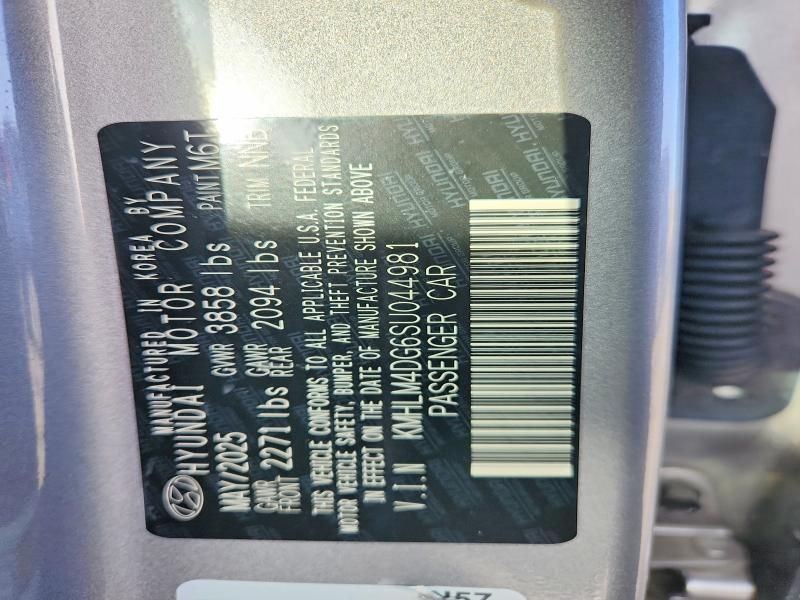 MANUFACTURED IN KOREA BY
HYUNDAI MOTOR COMPANY
MAY/2025 GVWR 3858 lbs PAINT M6T
GAWR FRONT 2271 lbs GAWR REAR 2094 lbs TRIM NNB
THIS VEHICLE CONFORMS TO ALL APPLICABLE U.S.A. FEDERAL
MOTOR VEHICLE SAFETY, BUMPER, AND THEFT PREVENTION STANDARDS
IN EFFECT ON THE DATE OF MANUFACTURE SHOWN ABOVE
V.I.N KMHLM4DG6SU044981
PASSENGER CAR